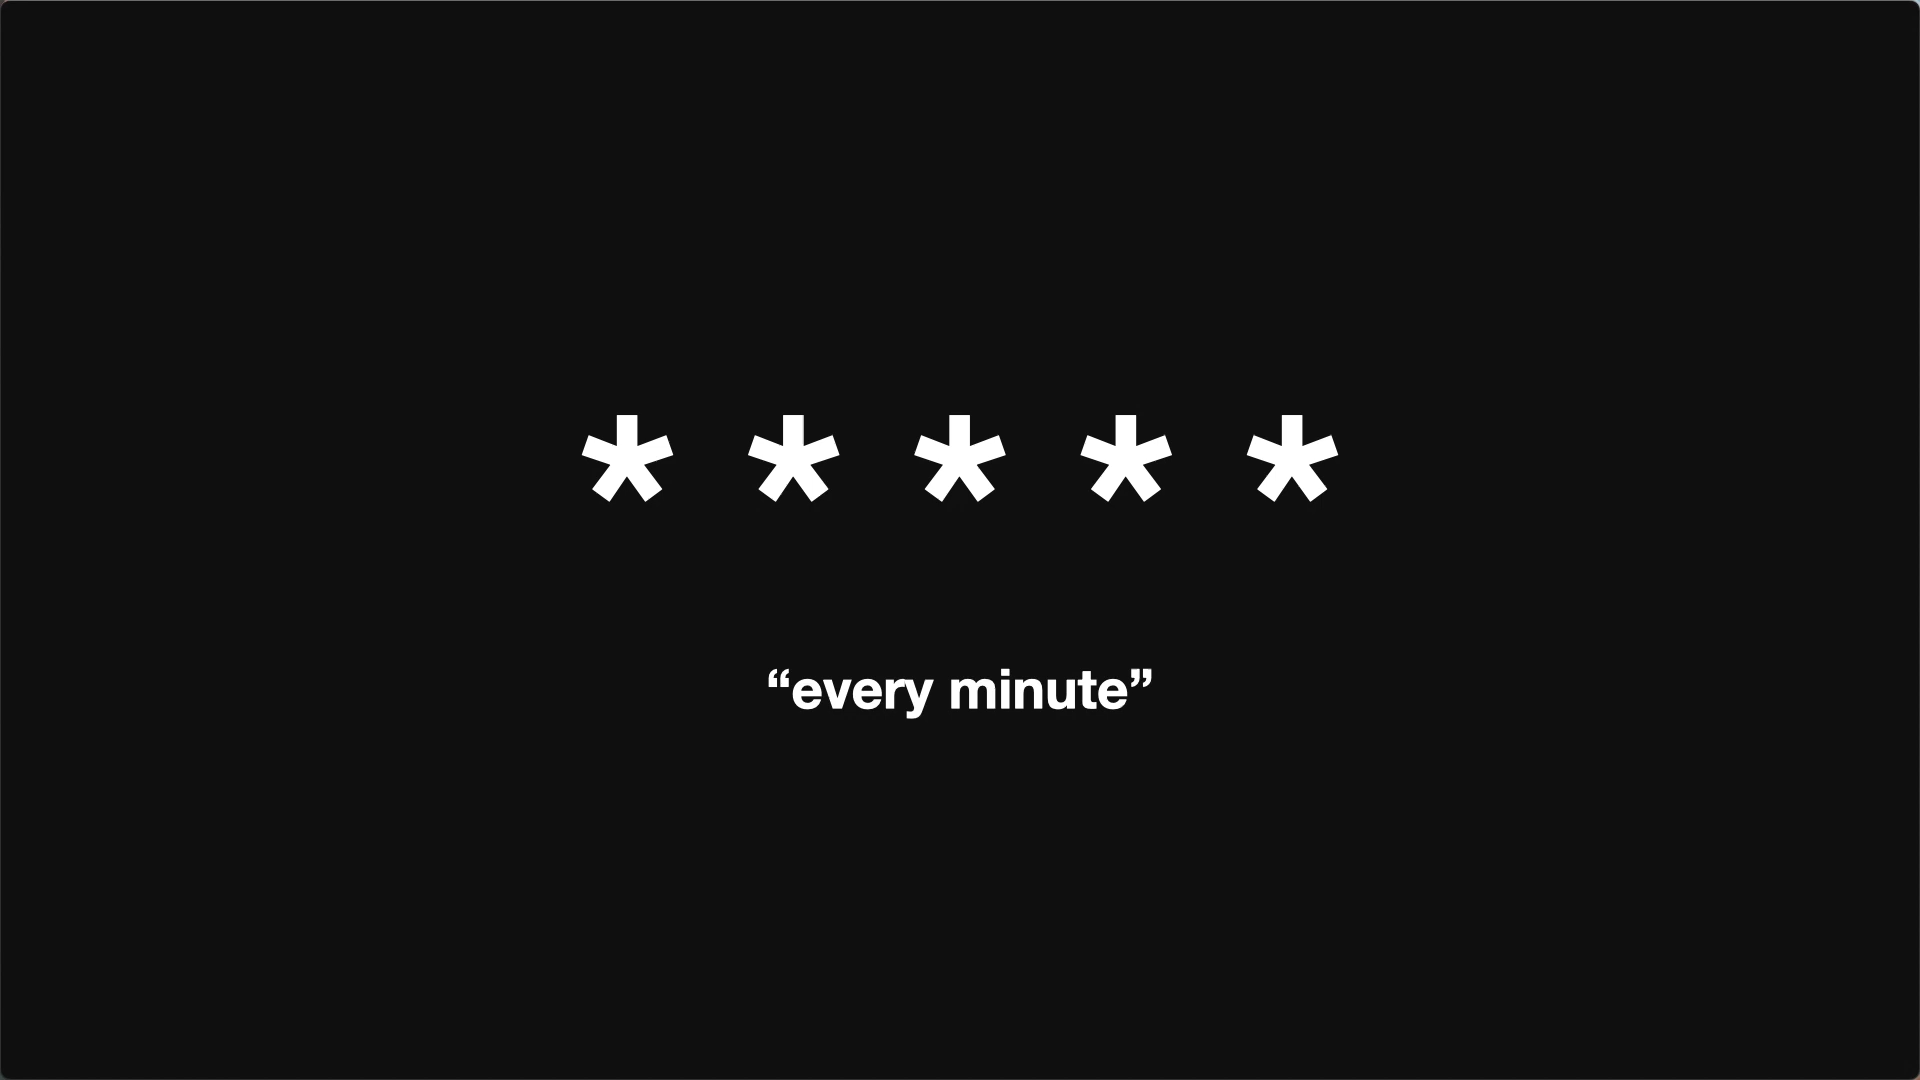 * * * * *
“every minute”